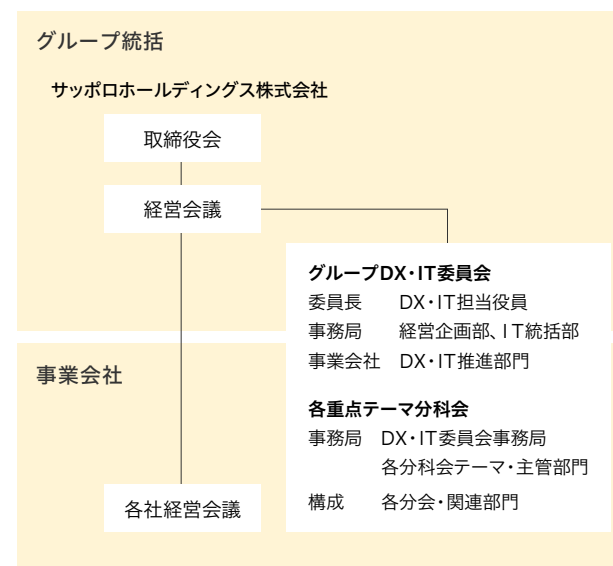 グループ統括
サッポロホールディングス株式会社
取締役会
経営会議
グループDX・IT委員会
委員長 DX・IT担当役員
事務局 経営企画部、IT統括部
事業会社 DX・IT推進部門
事業会社
各重点テーマ分科会
事務局 DX・IT委員会事務局
各分科会テーマ・主管部門
構成 各分会・関連部門
各社経営会議